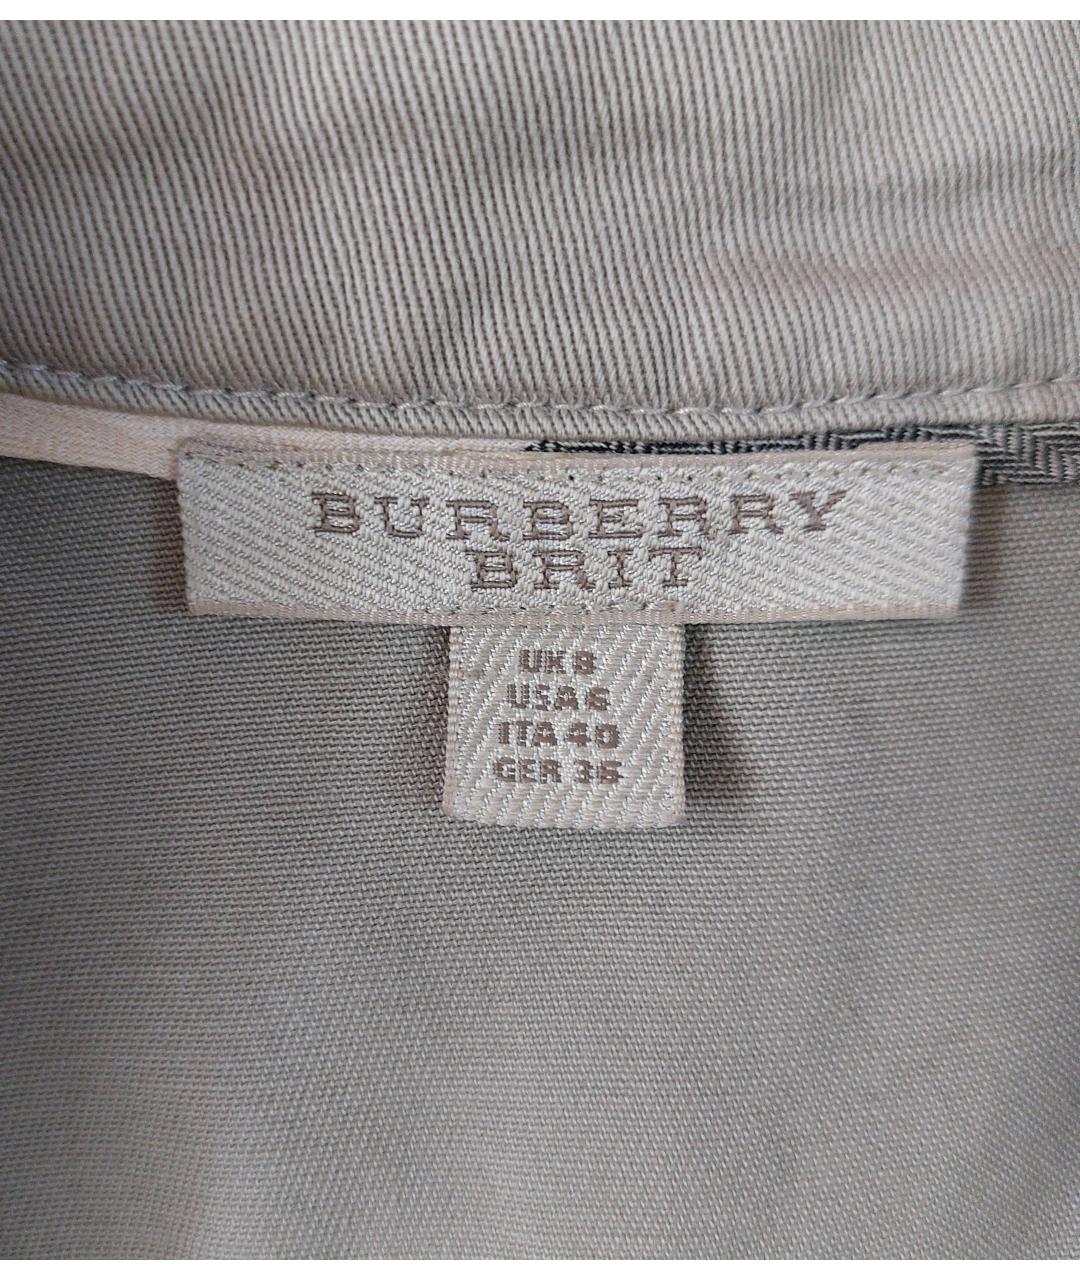 BURBERRY
BRIT
UK 8
USA 6
ITA 40
GER 36